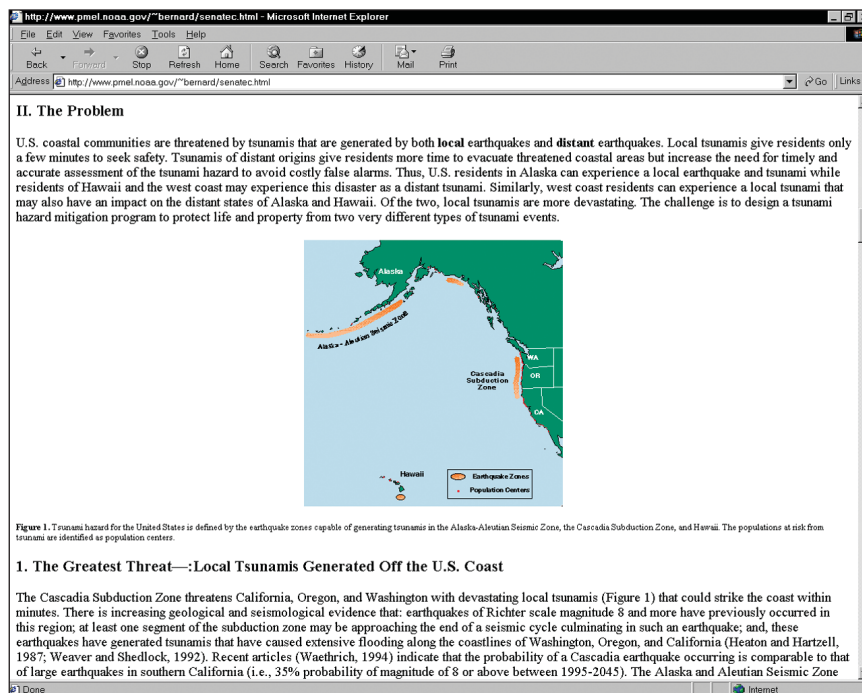 http://www.pmel.noaa.gov/~bernard/senatec.html - Microsoft Internet Explorer
File Edit View Favorites Tools Help
Back Forward Stop Refresh Home Search Favorites History Mail Print
Address http://www.pmel.noaa.gov/~bernard/senatec.html Go Links
II. The Problem
U.S. coastal communities are threatened by tsunamis that are generated by both local earthquakes and distant earthquakes. Local tsunamis give residents only
a few minutes to seek safety. Tsunamis of distant origins give residents more time to evacuate threatened coastal areas but increase the need for timely and
accurate assessment of the tsunami hazard to avoid costly false alarms. Thus, U.S. residents in Alaska can experience a local earthquake and tsunami while
residents of Hawaii and the west coast may experience this disaster as a distant tsunami. Similarly, west coast residents can experience a local tsunami that
may also have an impact on the distant states of Alaska and Hawaii. Of the two, local tsunamis are more devastating. The challenge is to design a tsunami
hazard mitigation program to protect life and property from two very different types of tsunami events.
Alaska
Alaska - Aleutian Seismic Zone
WA
Cascadia
Subduction
Zone
OR
CA
Hawaii
Earthquake Zones
Population Centers
Figure 1. Tsunami hazard for the United States is defined by the earthquake zones capable of generating tsunamis in the Alaska-Aleutian Seismic Zone, the Cascadia Subduction Zone, and Hawaii. The populations at risk from
tsunami are identified as population centers.
1. The Greatest Threat—:Local Tsunamis Generated Off the U.S. Coast
The Cascadia Subduction Zone threatens California, Oregon, and Washington with devastating local tsunamis (Figure 1) that could strike the coast within
minutes. There is increasing geological and seismological evidence that: earthquakes of Richter scale magnitude 8 and more have previously occurred in
this region; at least one segment of the subduction zone may be approaching the end of a seismic cycle culminating in such an earthquake; and, these
earthquakes have generated tsunamis that have caused extensive flooding along the coastlines of Washington, Oregon, and California (Heaton and Hartzell,
1987; Weaver and Shedlock, 1992). Recent articles (Waethrich, 1994) indicate that the probability of a Cascadia earthquake occurring is comparable to that
of large earthquakes in southern California (i.e., 35% probability of magnitude of 8 or above between 1995-2045). The Alaska and Aleutian Seismic Zone
Done Internet